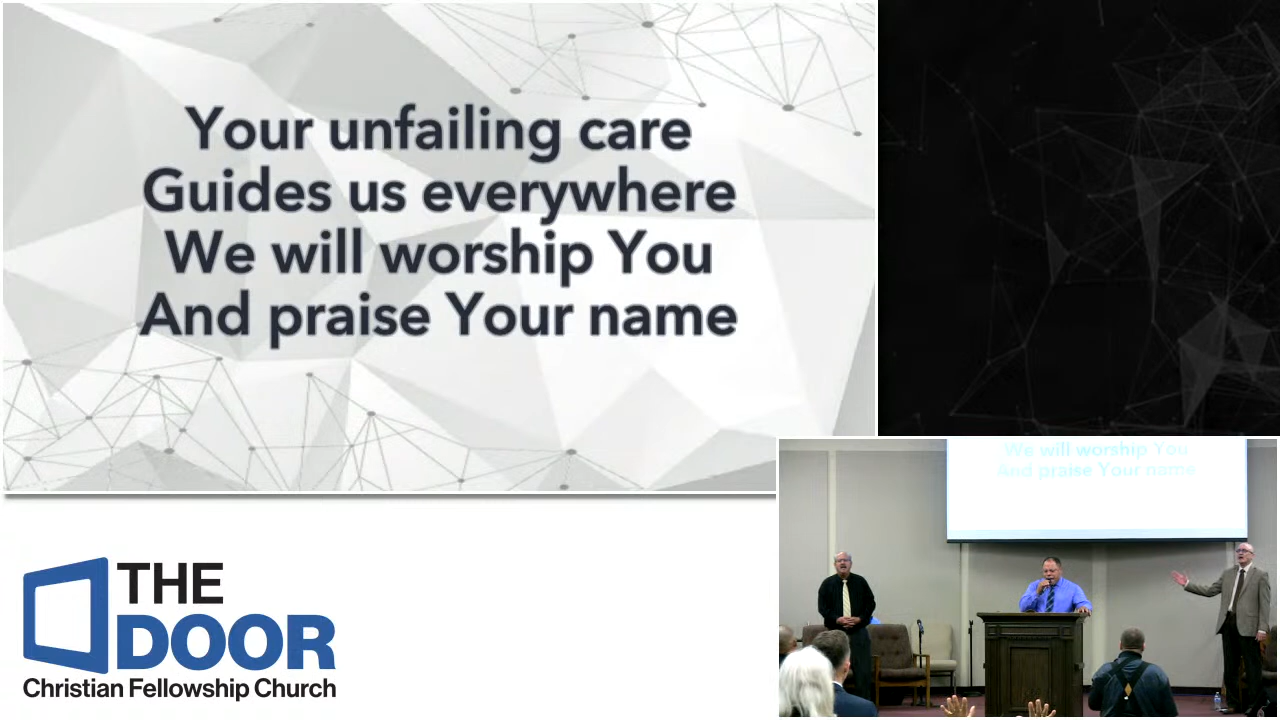 Your unfailing care
Guides us everywhere
We will worship You
And praise Your name
We will worship You
And praise Your name
THE
DOOR
Christian Fellowship Church